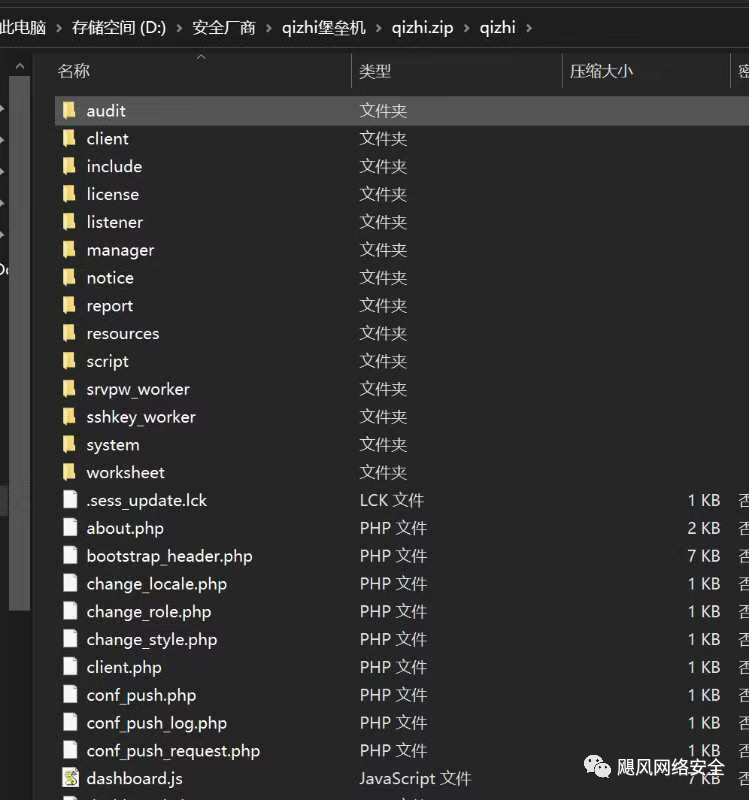 此电脑 > 存储空间 (D:) > 安全厂商 > qizhi堡垒机 > qizhi.zip > qizhi >
名称 类型 压缩大小
audit 文件夹
client 文件夹
include 文件夹
license 文件夹
listener 文件夹
manager 文件夹
notice 文件夹
report 文件夹
resources 文件夹
script 文件夹
srvpw_worker 文件夹
sshkey_worker 文件夹
system 文件夹
worksheet 文件夹
.sess_update.lck LCK 文件 1 KB 否
about.php PHP 文件 2 KB 否
bootstrap_header.php PHP 文件 7 KB 否
change_locale.php PHP 文件 1 KB 否
change_role.php PHP 文件 1 KB 否
change_style.php PHP 文件 1 KB 否
client.php PHP 文件 1 KB 否
conf_push.php PHP 文件 1 KB 否
conf_push_log.php PHP 文件 1 KB 否
conf_push_request.php PHP 文件 1 KB 否
dashboard.js JavaScript 文件 7 KB 否
飓风网络安全